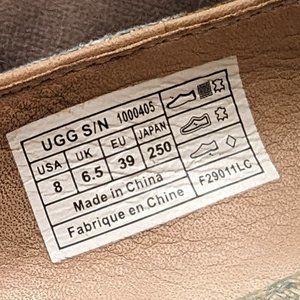 UGG S/N 1000405
USA UK EU JAPAN
8 6.5 39 250
Made in China
Fabrique en Chine
F29011LC